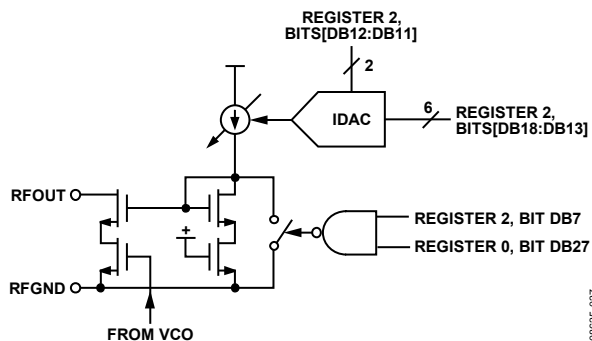 REGISTER 2,
BITS[DB12:DB11]
2
IDAC
6
REGISTER 2,
BITS[DB18:DB13]
RFOUT
+
REGISTER 2, BIT DB7
REGISTER 0, BIT DB27
RFGND
FROM VCO